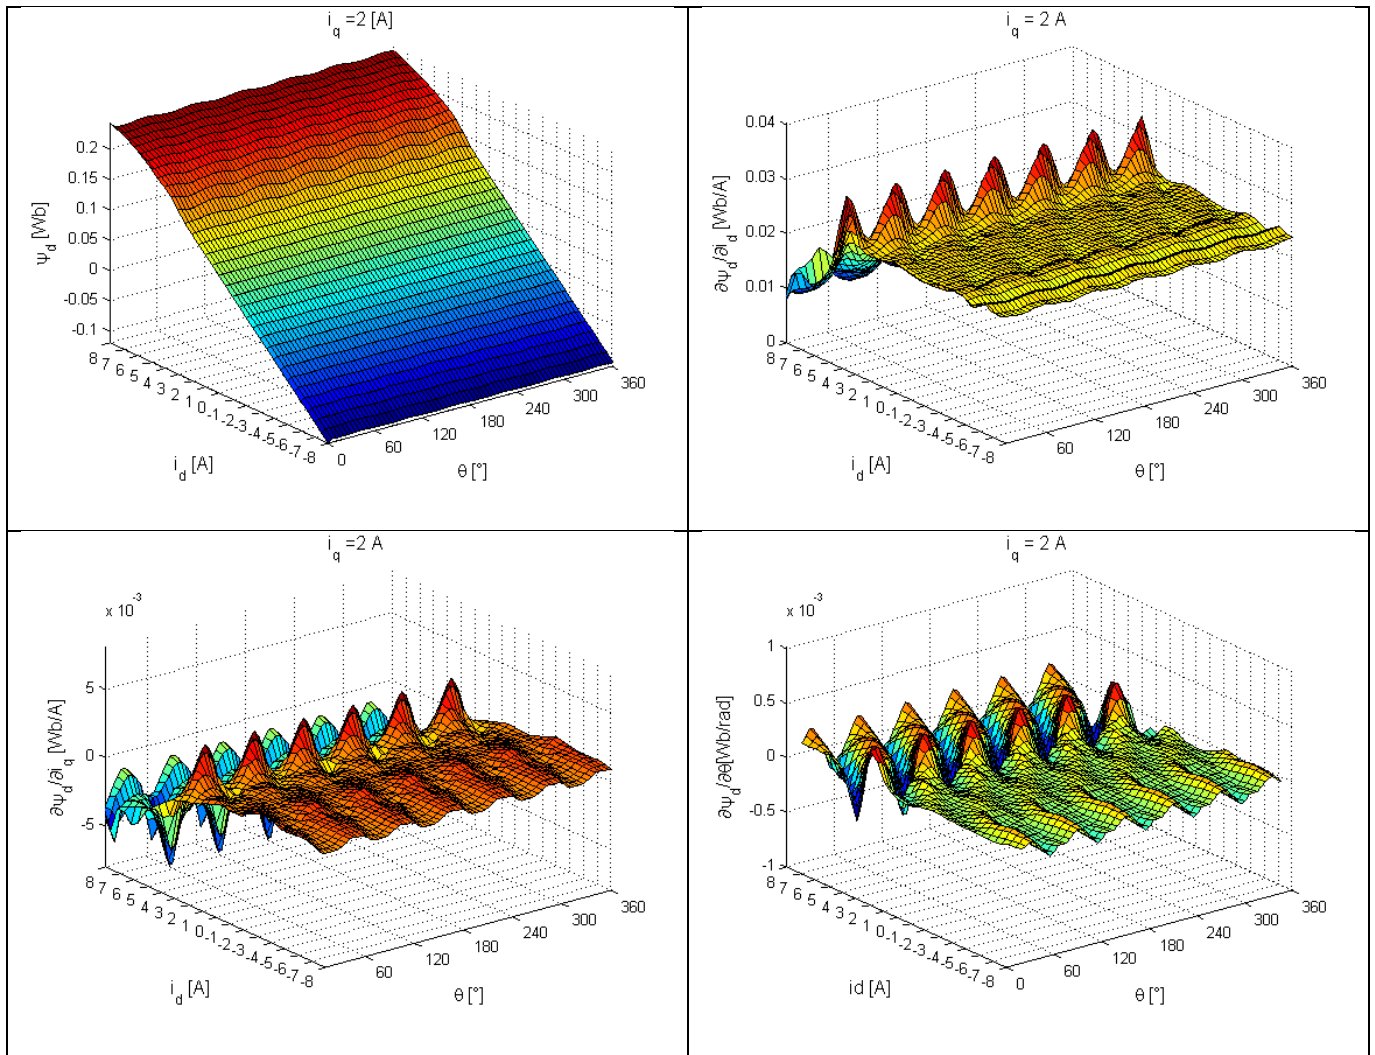 i_q =2 [A]
ψ_d [Wb]
0.2
0.15
0.1
0.05
0
-0.05
-0.1
8 7 6 5 4 3 2 1 0 -1 -2 -3 -4 -5 -6 -7 -8
i_d [A]
0 60 120 180 240 300 360
θ [°]
i_q = 2 A
∂ψ_d/∂i_d [Wb/A]
0.04
0.03
0.02
0.01
0
8 7 6 5 4 3 2 1 0 -1 -2 -3 -4 -5 -6 -7 -8
i_d [A]
60 120 180 240 300 360
θ [°]
i_q =2 A
x 10^-3
∂ψ_d/∂i_q [Wb/A]
5
0
-5
8 7 6 5 4 3 2 1 0 -1 -2 -3 -4 -5 -6 -7 -8
i_d [A]
60 120 180 240 300 360
θ [°]
i_q = 2 A
x 10^-3
∂ψ_d/∂θ[Wb/rad]
1
0.5
0
-0.5
-1
8 7 6 5 4 3 2 1 0 -1 -2 -3 -4 -5 -6 -7 -8
id [A]
0 60 120 180 240 300 360
θ [°]